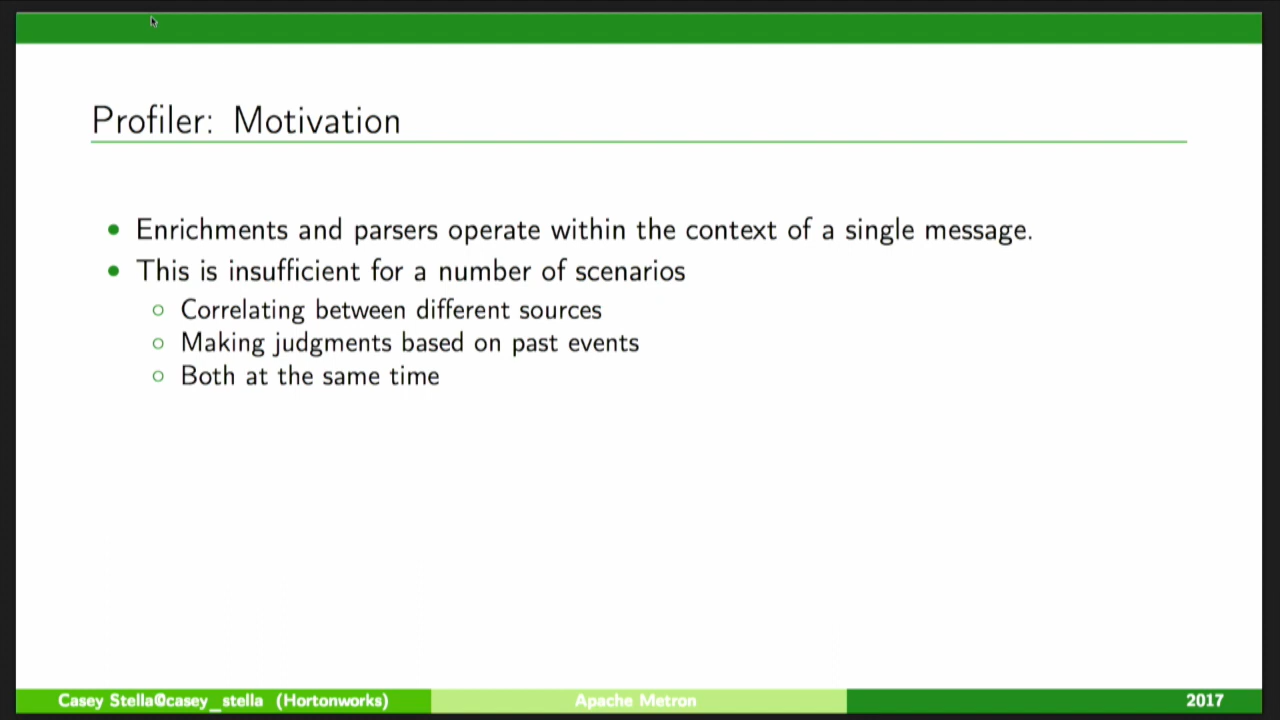 Profiler: Motivation
Enrichments and parsers operate within the context of a single message.
This is insufficient for a number of scenarios
Correlating between different sources
Making judgments based on past events
Both at the same time
Casey Stella@casey_stella (Hortonworks)
Apache Metron
2017